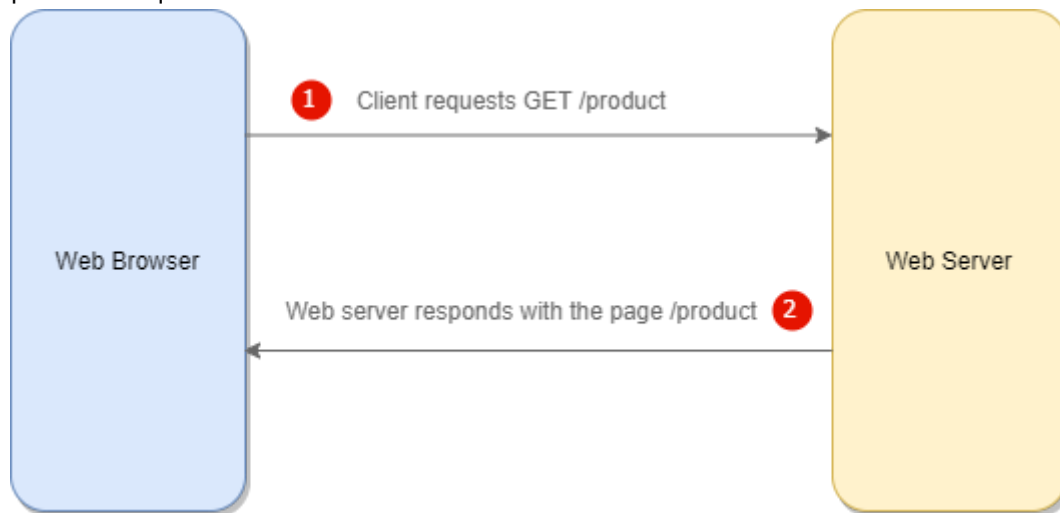 1 Client requests GET /product
Web Browser
Web Server
Web server responds with the page /product 2